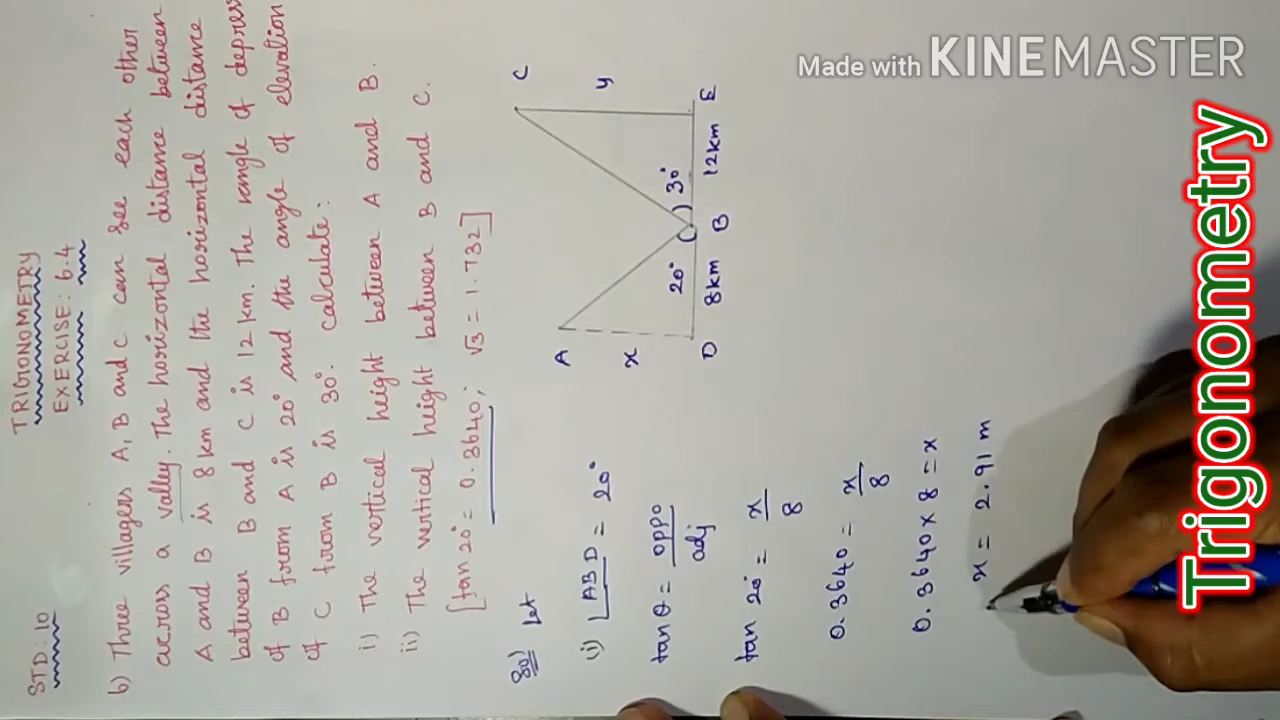 STD. 10
TRIGONOMETRY
EXERCISE: 6.4
b) Three villagers A, B and C can see each other
across a valley. The horizontal distance between
A and B is 8 km and the horizontal distance
between B and C is 12 km. The angle of depres
of B from A is 20° and the angle of elevation
of C from B is 30°. calculate:
i) The vertical height between A and B.
ii) The vertical height between B and C.
[tan 20° = 0.3640; √3 = 1.732]
Sol) Let
(i) ∠ABD = 20°
tan θ = oppo / adj
tan 20° = x / 8
0.3640 = x / 8
0.3640 x 8 = x
x = 2.91 m
A
C
x
y
20°
30°
D
8km
B
12km
E
Made with KINEMASTER
Trigonometry